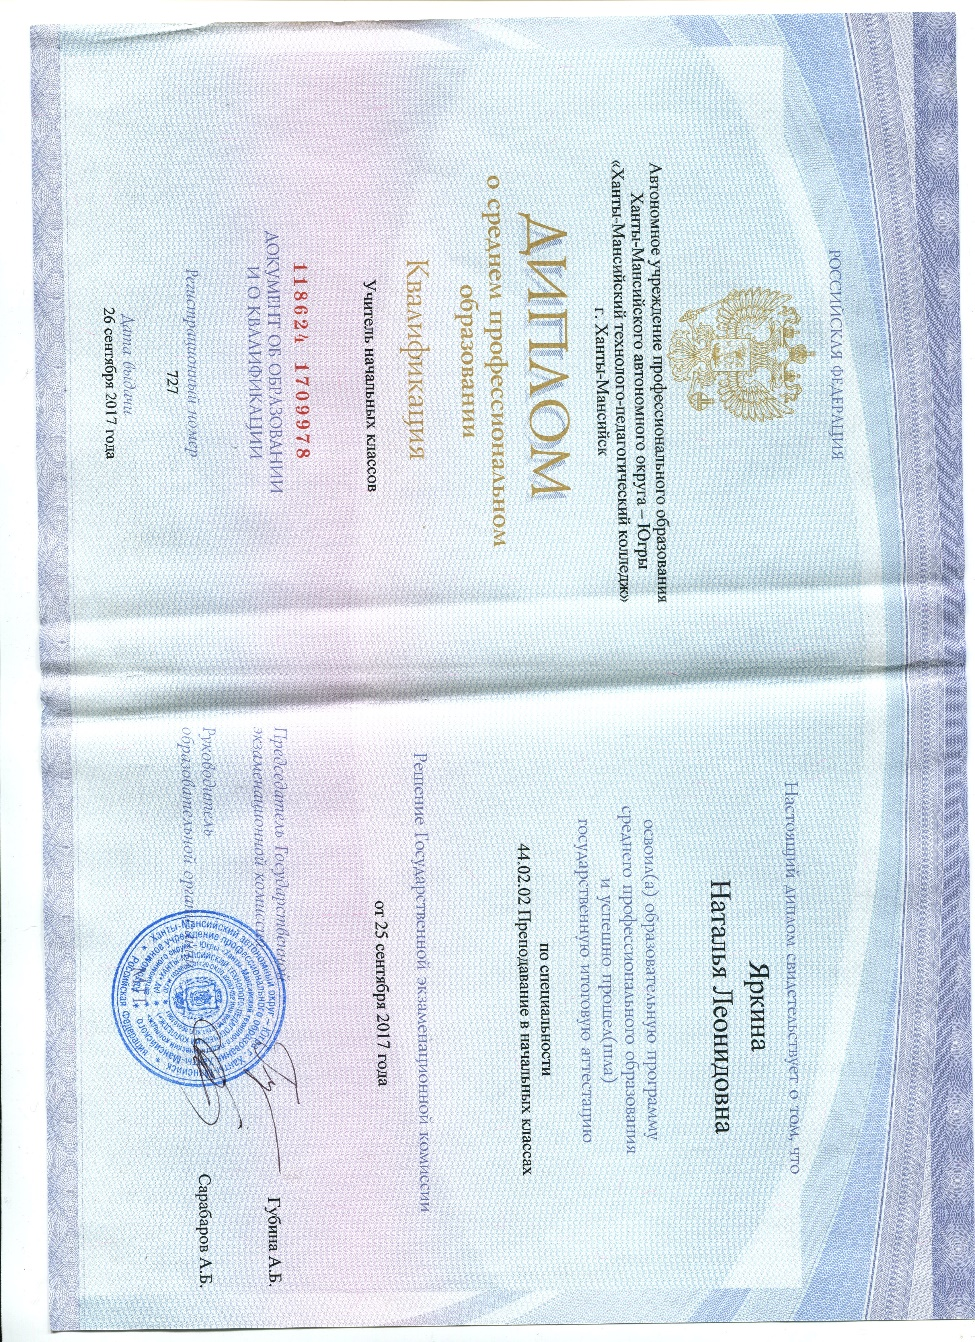 РОССИЙСКАЯ ФЕДЕРАЦИЯ
Автономное учреждение профессионального образования
Ханты-Мансийского автономного округа – Югры
«Ханты-Мансийский технолого-педагогический колледж»
г. Ханты-Мансийск
ДИПЛОМ
о среднем профессиональном
образовании
Квалификация
Учитель начальных классов
118624 1709978
ДОКУМЕНТ ОБ ОБРАЗОВАНИИ
И О КВАЛИФИКАЦИИ
Регистрационный номер
727
Дата выдачи
26 сентября 2017 года
Настоящий диплом свидетельствует о том, что
Яркина
Наталья Леонидовна
освоил(а) образовательную программу
среднего профессионального образования
и успешно прошел(шла)
государственную итоговую аттестацию
по специальности
44.02.02 Преподавание в начальных классах
Решение Государственной экзаменационной комиссии
от 25 сентября 2017 года
Председатель Государственной
экзаменационной комиссии
Губина А.Б.
Руководитель
образовательной
Сарабаров А.Б.